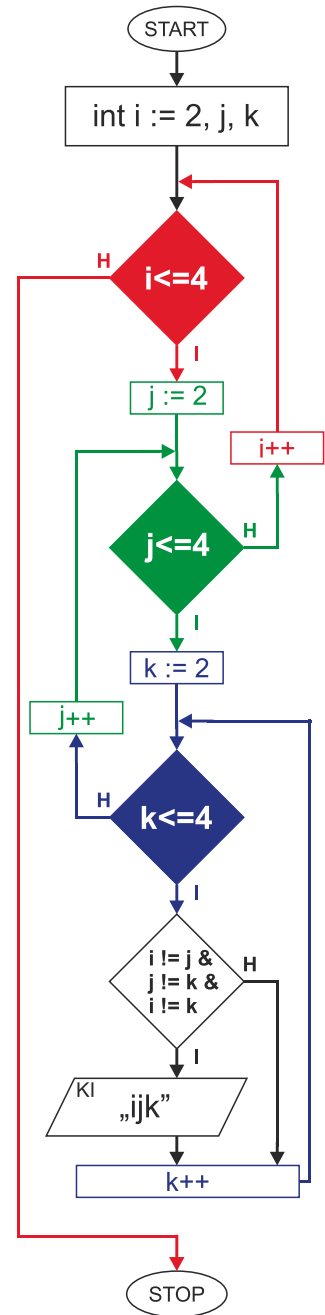 START
int i := 2, j, k
H
i<=4
I
j := 2
i++
j<=4
H
I
k := 2
j++
H
k<=4
I
i != j &
j != k &
i != k
H
I
KI
„ijk”
k++
STOP